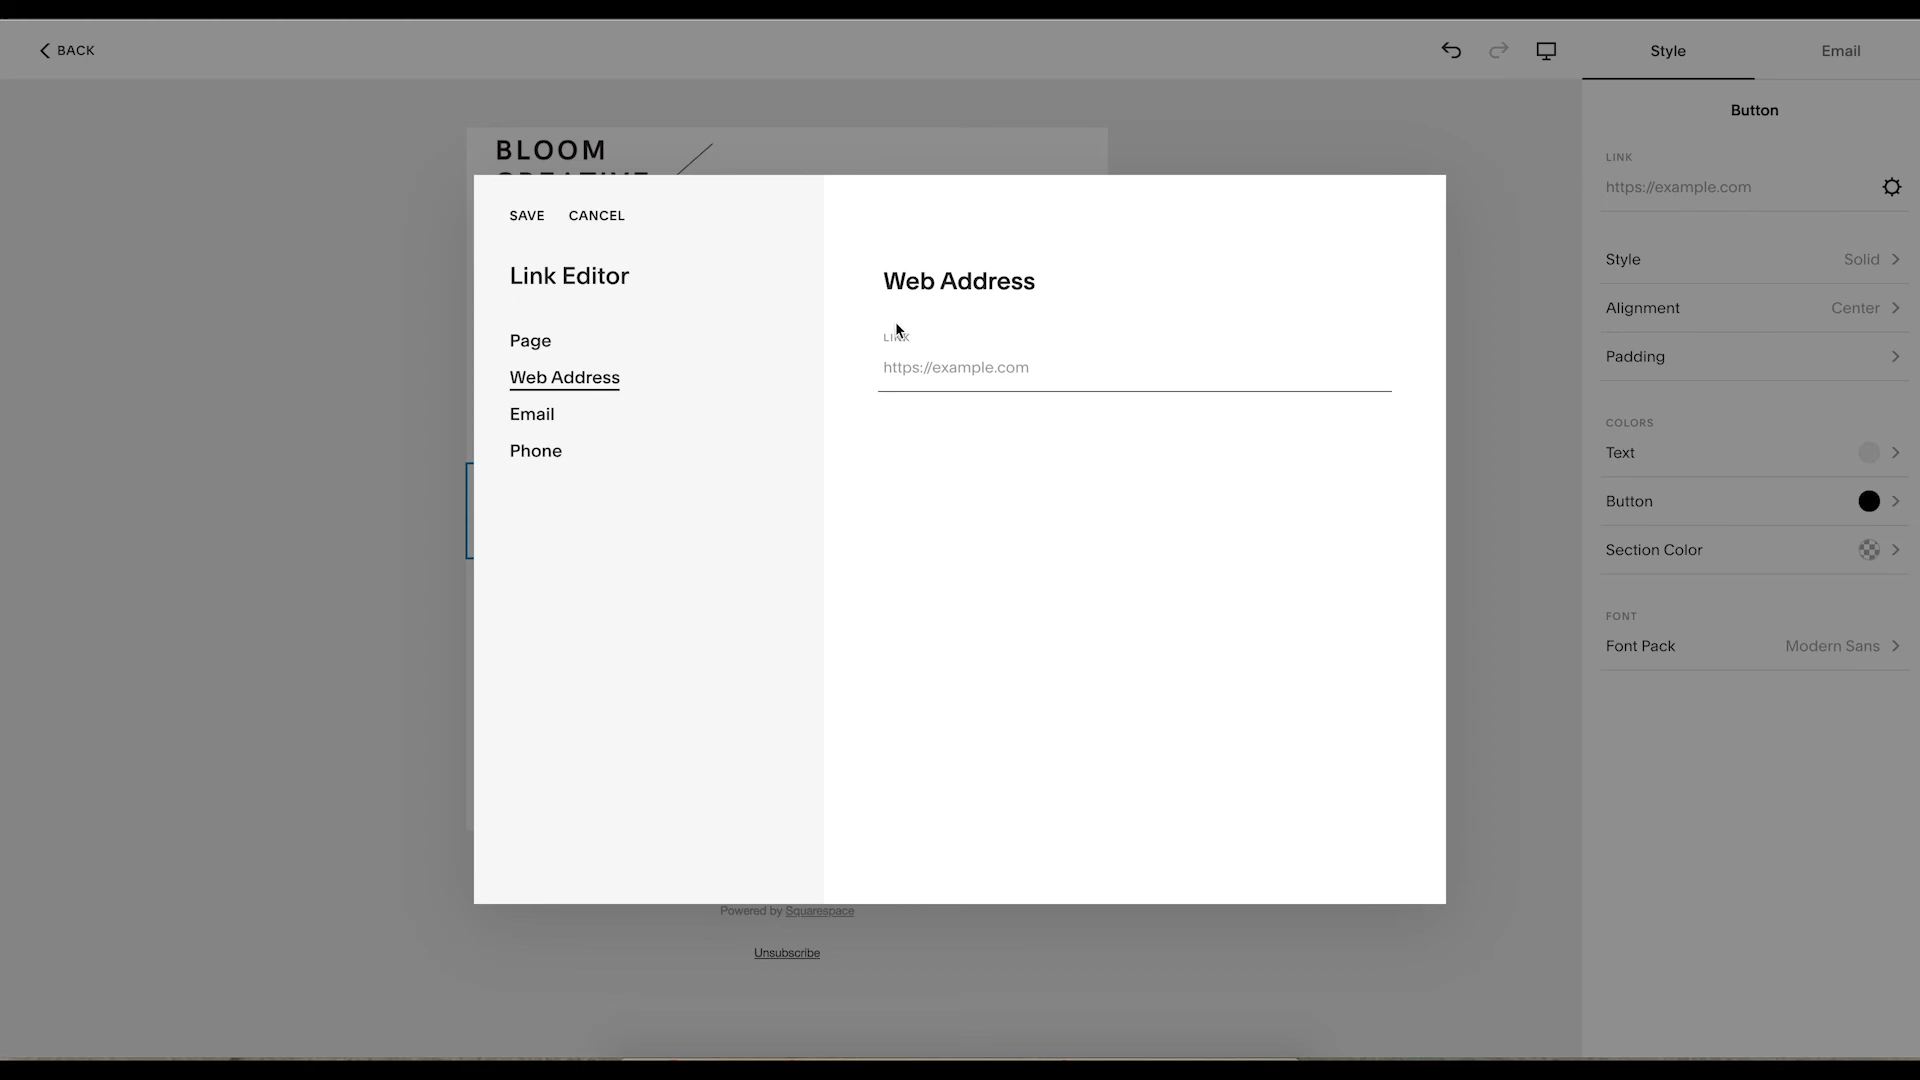 BACK
Style
Email
BLOOM
CREATIVE
SAVE CANCEL
Link Editor
Page
Web Address
Email
Phone
Web Address
LINK
https://example.com
Powered by Squarespace
Unsubscribe
Button
LINK
https://example.com
Style Solid
Alignment Center
Padding
COLORS
Text
Button
Section Color
FONT
Font Pack Modern Sans